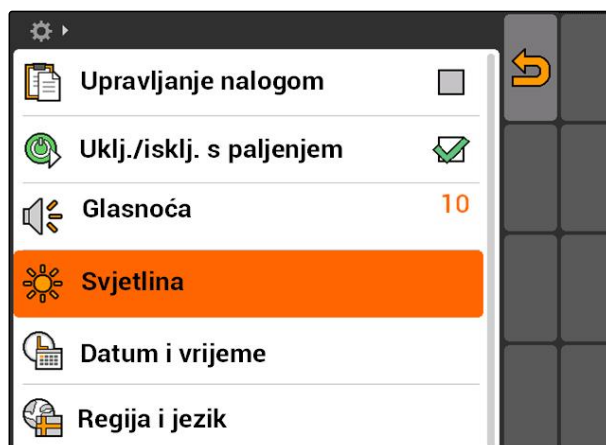 Upravljanje nalogom
Uklj./isklj. s paljenjem
Glasnoća 10
Svjetlina
Datum i vrijeme
Regija i jezik